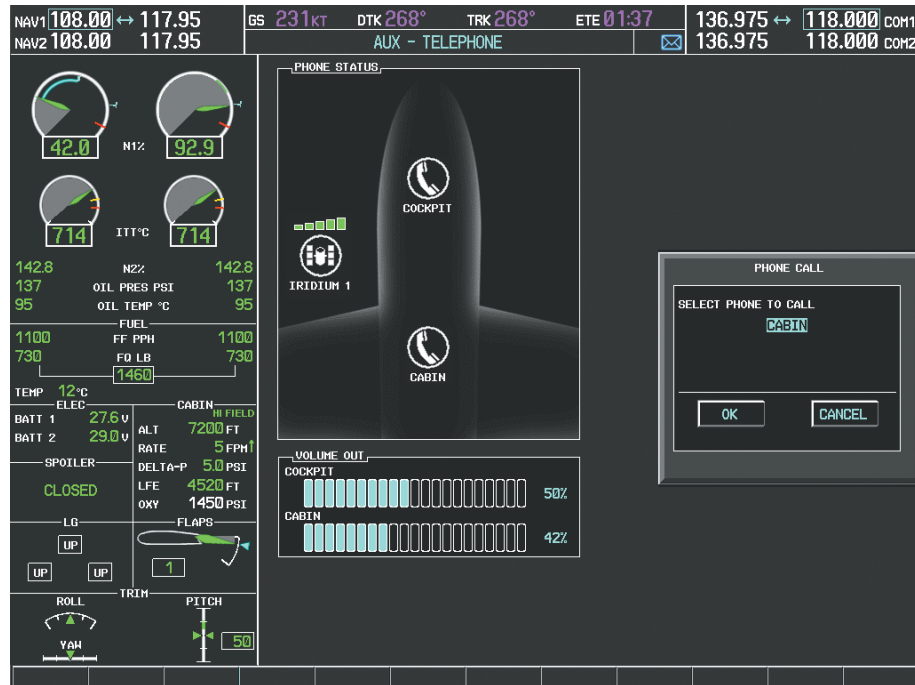 NAV1 108.00 ↔ 117.95 GS 231KT DTK 268° TRK 268° ETE 01:37 136.975 ↔ 118.000 COM1
NAV2 108.00 117.95 AUX - TELEPHONE 136.975 118.000 COM2
42.0 N1% 92.9
714 ITT°C 714
142.8 N2% 142.8
137 OIL PRES PSI 137
95 OIL TEMP °C 95
FUEL
1100 FF PPH 1100
730 FQ LB 730
1460
TEMP 12°C
ELEC
BATT 1 27.6 V
BATT 2 29.0 V
CABIN
HI FIELD
ALT 7200 FT
RATE 5 FPM↑
DELTA-P 5.0 PSI
LFE 4520 FT
OXY 1450 PSI
SPOILER
CLOSED
LG
UP
UP UP
FLAPS
1
TRIM
ROLL
YAW
PITCH
50
PHONE STATUS
COCKPIT
IRIDIUM 1
CABIN
VOLUME OUT
COCKPIT
50%
CABIN
42%
PHONE CALL
SELECT PHONE TO CALL
CABIN
OK CANCEL